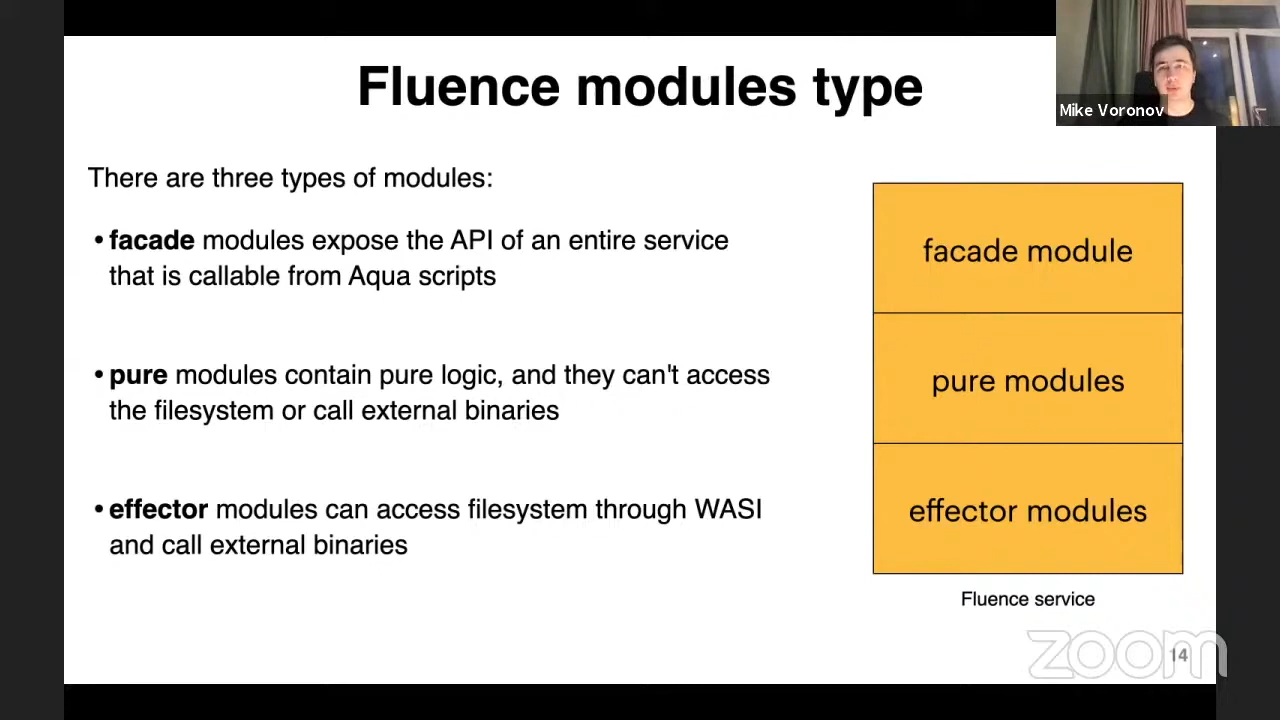 Fluence modules type
Mike Voronov
There are three types of modules:
• facade modules expose the API of an entire service
that is callable from Aqua scripts
• pure modules contain pure logic, and they can't access
the filesystem or call external binaries
• effector modules can access filesystem through WASI
and call external binaries
facade module
pure modules
effector modules
Fluence service
zoom
14